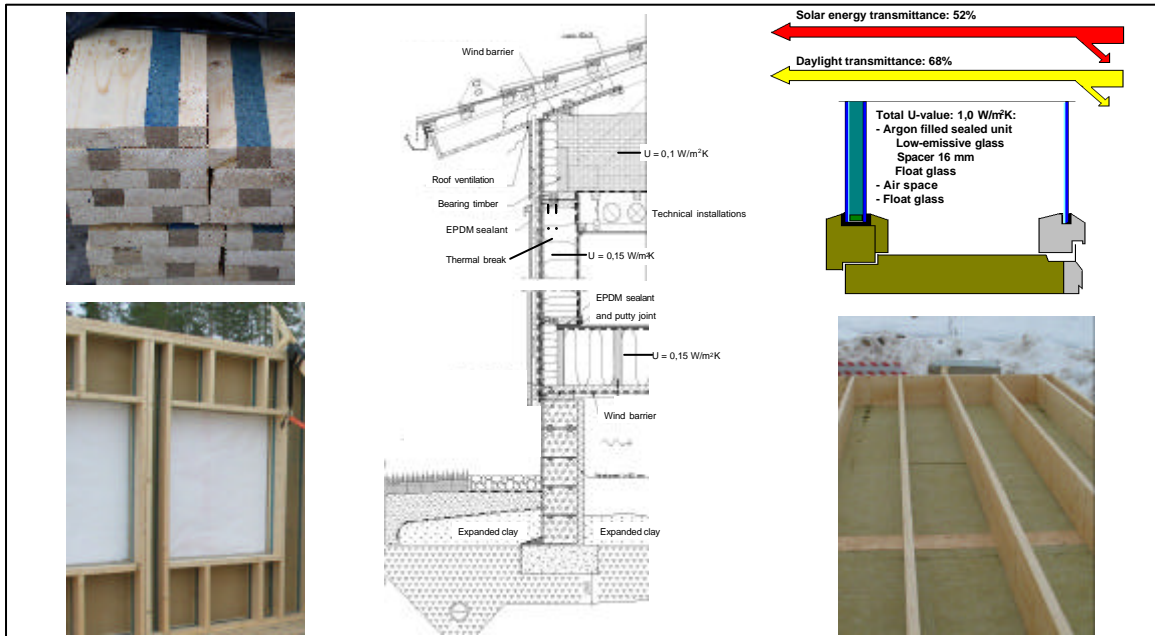 Wind barrier
Roof ventilation
Bearing timber
EPDM sealant
Thermal break
U = 0,1 W/m²K
Technical installations
U = 0,15 W/m²K
EPDM sealant
and putty joint
U = 0,15 W/m²K
Wind barrier
Expanded clay
Expanded clay
Solar energy transmittance: 52%
Daylight transmittance: 68%
Total U-value: 1,0 W/m²K:
- Argon filled sealed unit
Low-emissive glass
Spacer 16 mm
Float glass
- Air space
- Float glass